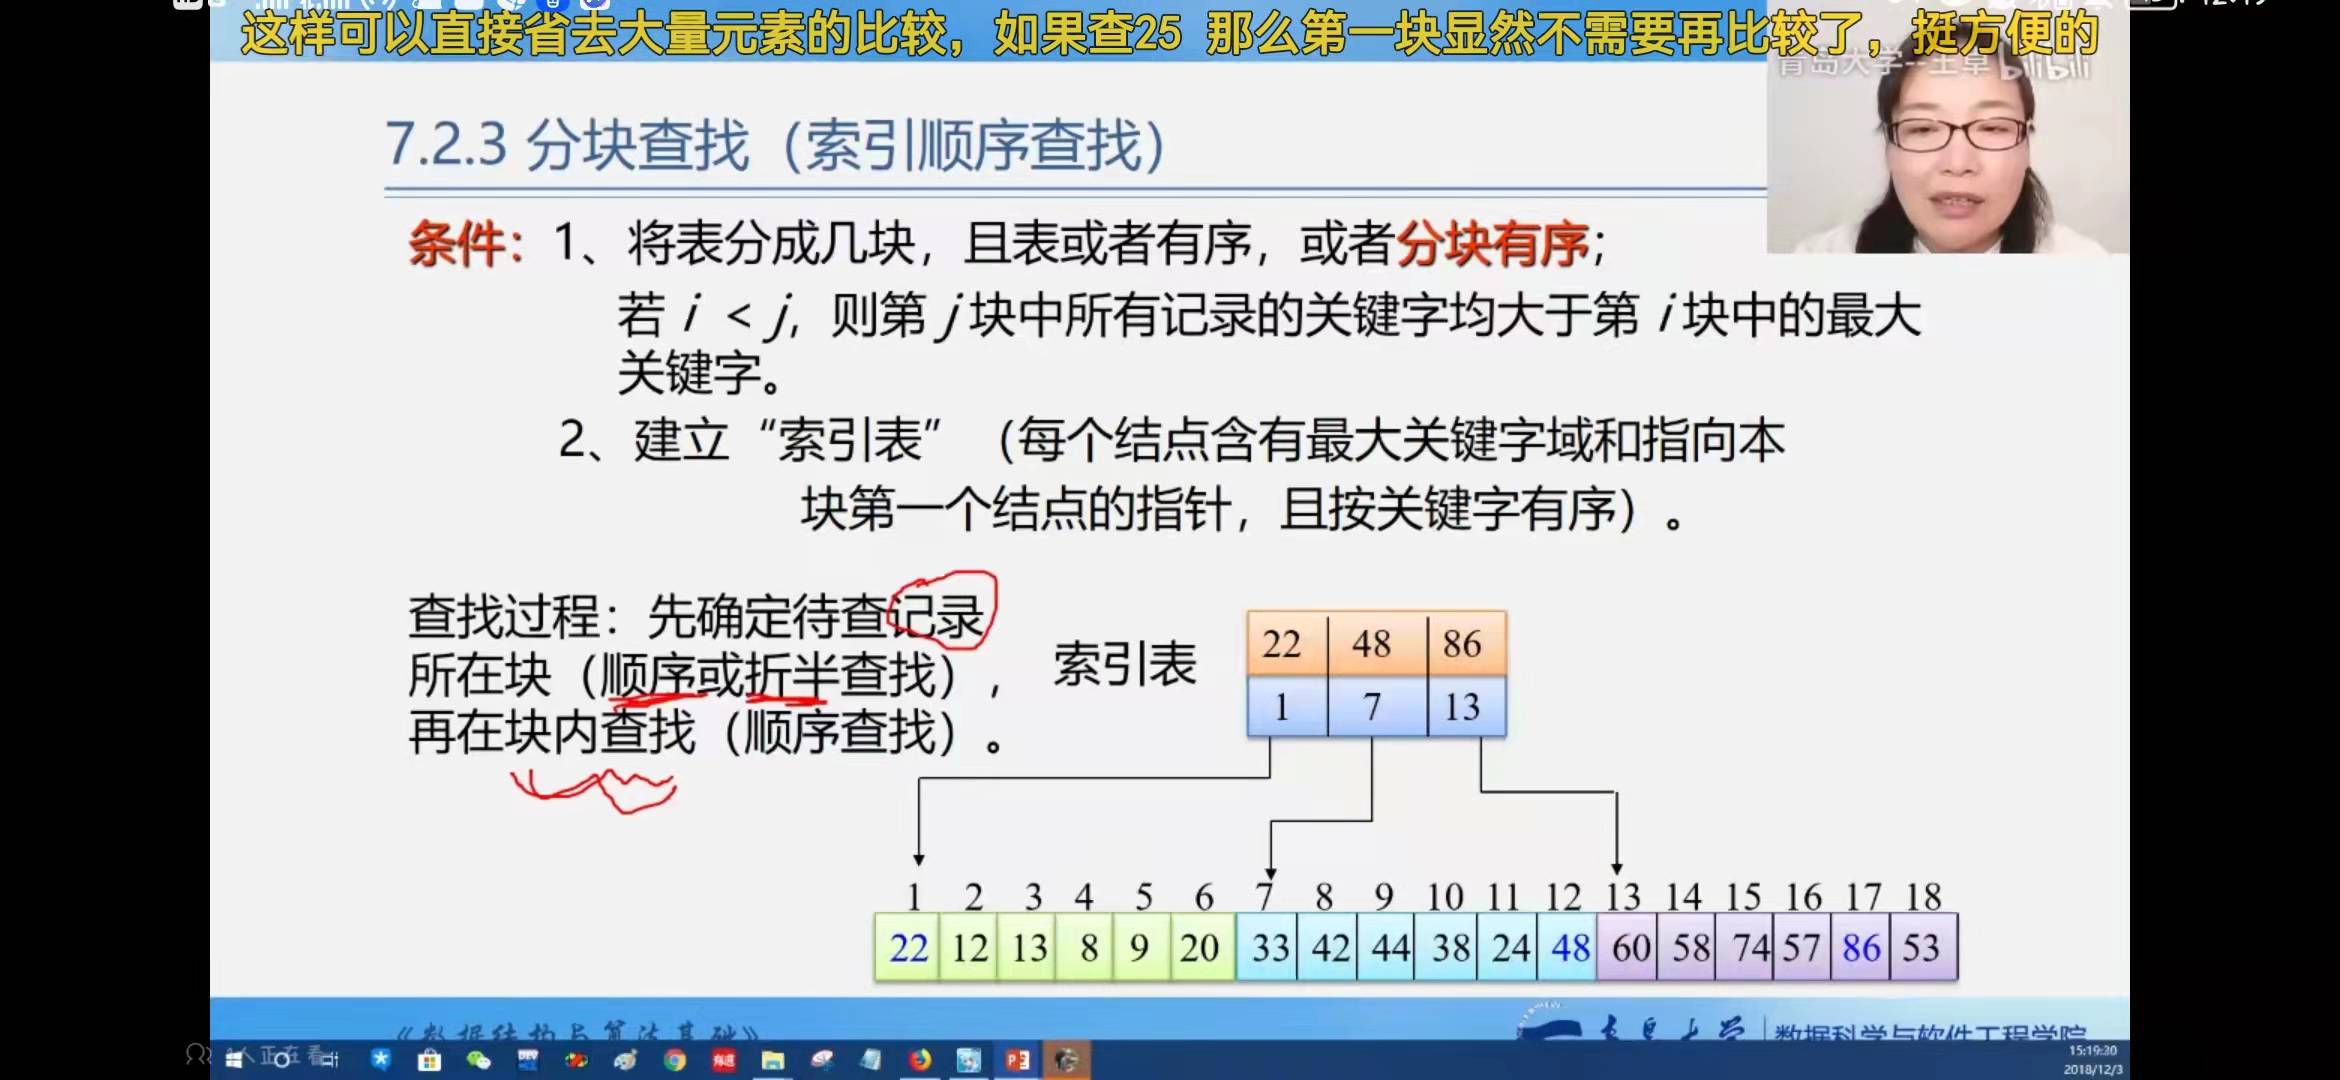 这样可以直接省去大量元素的比较，如果查25 那么第一块显然不需要再比较了，挺方便的
青岛大学--王卓 bilibili
7.2.3 分块查找（索引顺序查找）
条件：1、将表分成几块，且表或者有序，或者分块有序；
若 i < j，则第 j 块中所有记录的关键字均大于第 i 块中的最大
关键字。
2、建立“索引表”（每个结点含有最大关键字域和指向本
块第一个结点的指针，且按关键字有序）。
查找过程：先确定待查记录
所在块（顺序或折半查找），
再在块内查找（顺序查找）。
索引表
22 48 86
1 7 13
1 2 3 4 5 6 7 8 9 10 11 12 13 14 15 16 17 18
22 12 13 8 9 20 33 42 44 38 24 48 60 58 74 57 86 53
《数据结构与算法基础》
青岛大学 数据科学与软件工程学院
人正在看
15:19:30
2018/12/3